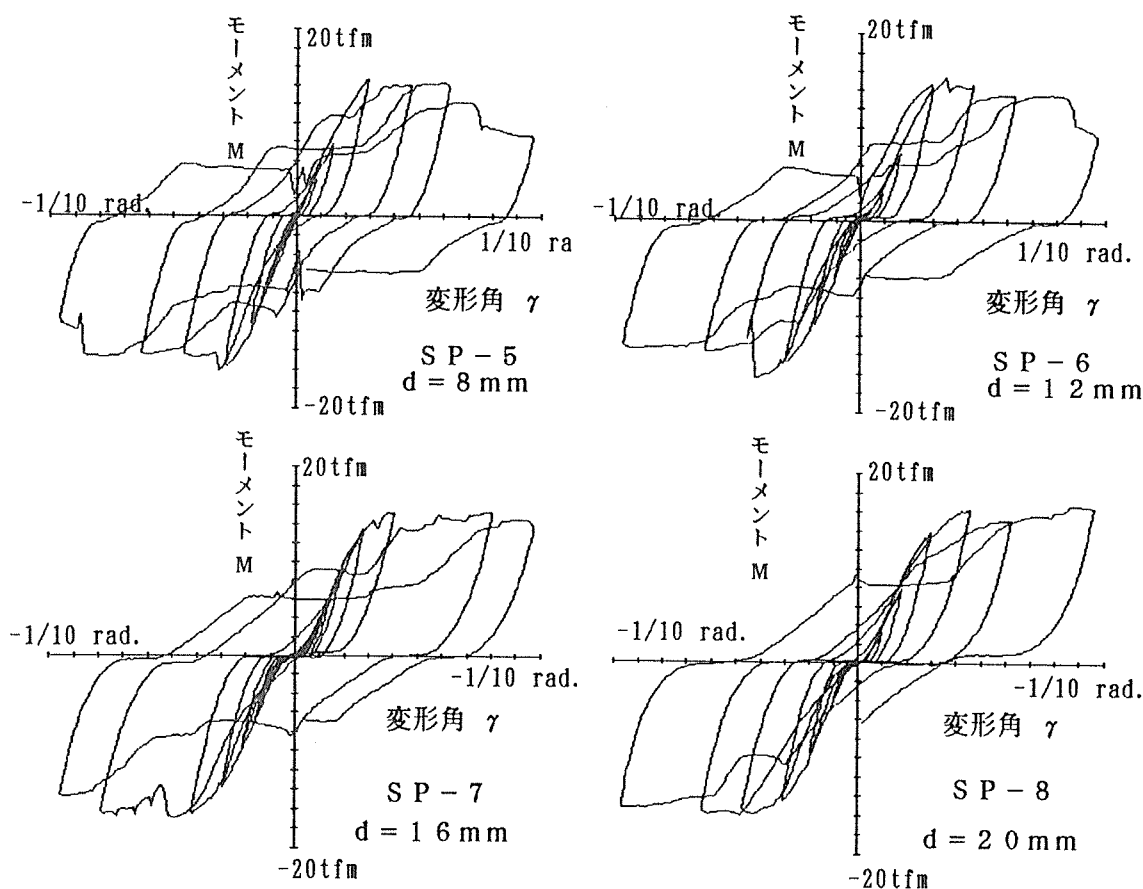 20tfm
モーメント M
-1/10 rad.
1/10 ra
変形角 γ
SP-5
d=8mm
-20tfm
20tfm
モーメント M
-1/10 rad.
1/10 rad.
変形角 γ
SP-6
d=12mm
-20tfm
20tfm
モーメント M
-1/10 rad.
-1/10 rad.
変形角 γ
SP-7
d=16mm
-20tfm
20tfm
モーメント M
-1/10 rad.
-1/10 rad.
変形角 γ
SP-8
d=20mm
-20tfm